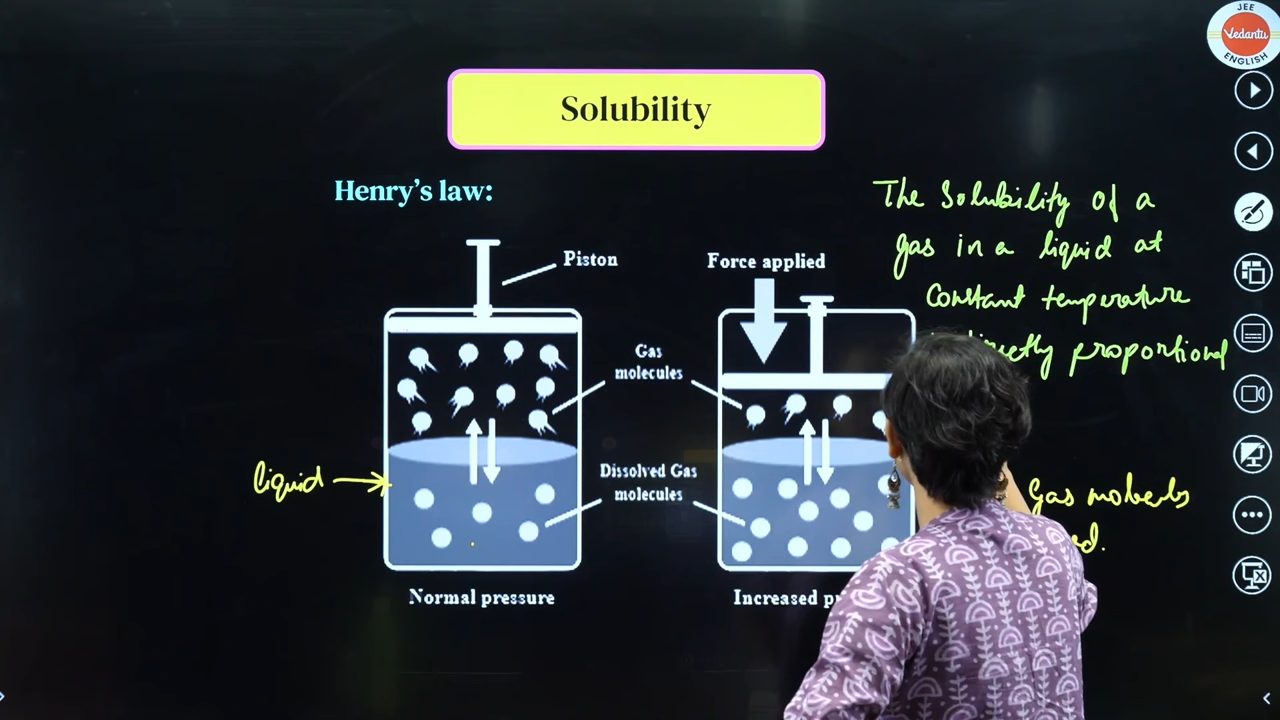 JEE
Vedantu
ENGLISH
Solubility
Henry's law:
The Solubility of a
gas in a liquid at
Constant temperature
directly proportional
Piston
Force applied
Gas
molecules
liquid
Dissolved Gas
molecules
Gas
Normal pressure
Increased